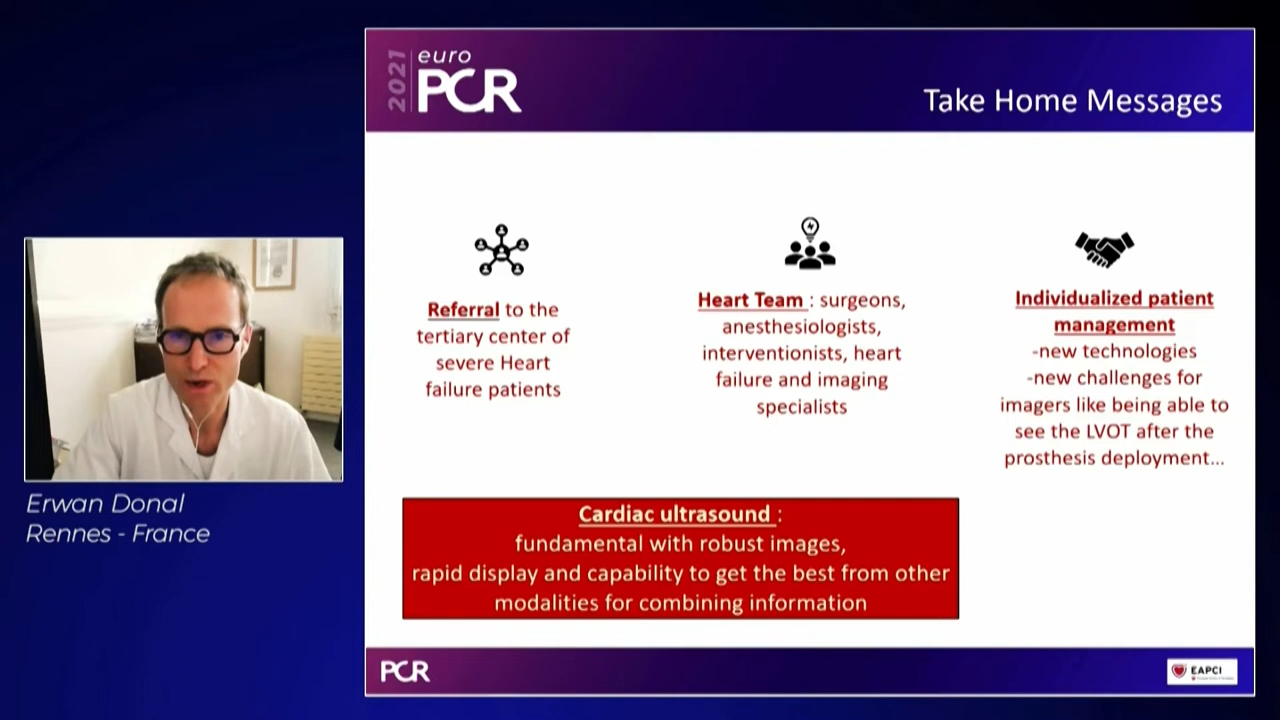 2021
euro
PCR
Take Home Messages
Referral to the
tertiary center of
severe Heart
failure patients
Heart Team : surgeons,
anesthesiologists,
interventionists, heart
failure and imaging
specialists
Individualized patient
management
-new technologies
-new challenges for
imagers like being able to
see the LVOT after the
prosthesis deployment...
Cardiac ultrasound :
fundamental with robust images,
rapid display and capability to get the best from other
modalities for combining information
Erwan Donal
Rennes - France
PCR
EAPCI